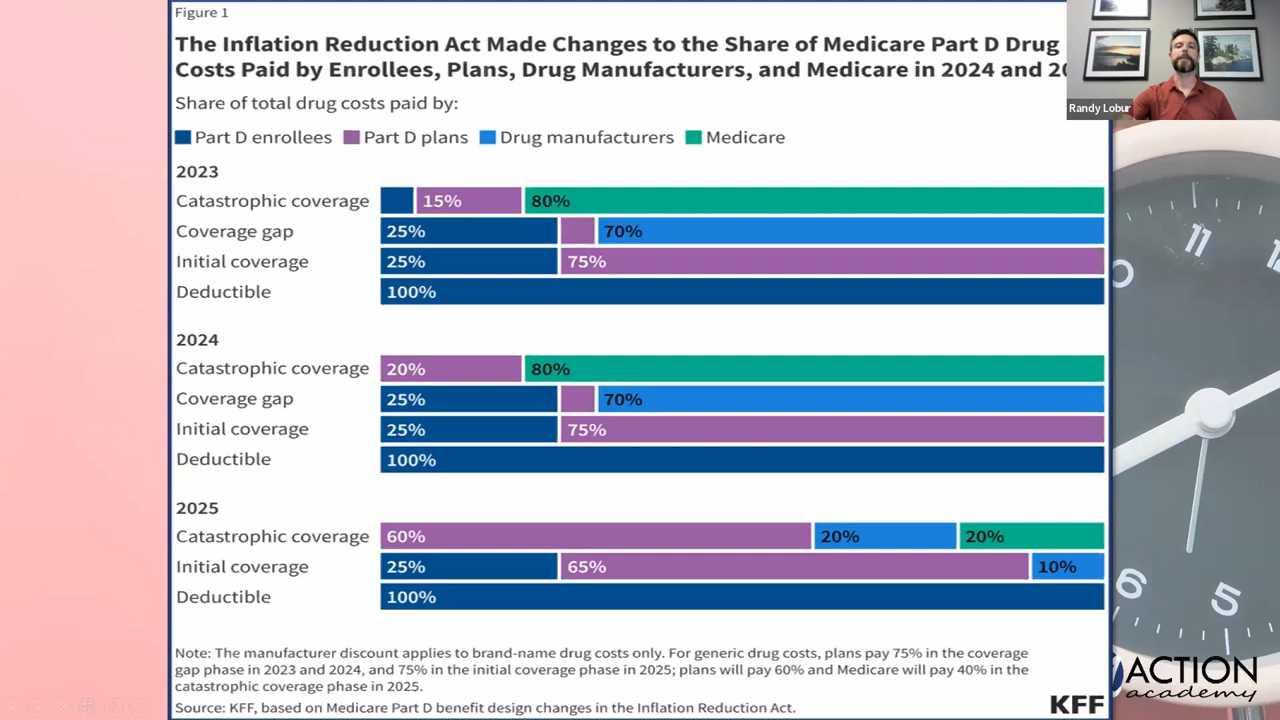 Figure 1
The Inflation Reduction Act Made Changes to the Share of Medicare Part D Drug
Costs Paid by Enrollees, Plans, Drug Manufacturers, and Medicare in 2024 and
Randy Lobur
Share of total drug costs paid by:
Part D enrollees Part D plans Drug manufacturers Medicare
2023
Catastrophic coverage 15% 80%
Coverage gap 25% 70%
Initial coverage 25% 75%
Deductible 100%
2024
Catastrophic coverage 20% 80%
Coverage gap 25% 70%
Initial coverage 25% 75%
Deductible 100%
2025
Catastrophic coverage 60% 20% 20%
Initial coverage 25% 65% 10%
Deductible 100%
Note: The manufacturer discount applies to brand-name drug costs only. For generic drug costs, plans pay 75% in the coverage
gap phase in 2023 and 2024, and 75% in the initial coverage phase in 2025; plans will pay 60% and Medicare will pay 40% in the
catastrophic coverage phase in 2025.
Source: KFF, based on Medicare Part D benefit design changes in the Inflation Reduction Act.
KFF
11
6
5
ACTION
academy